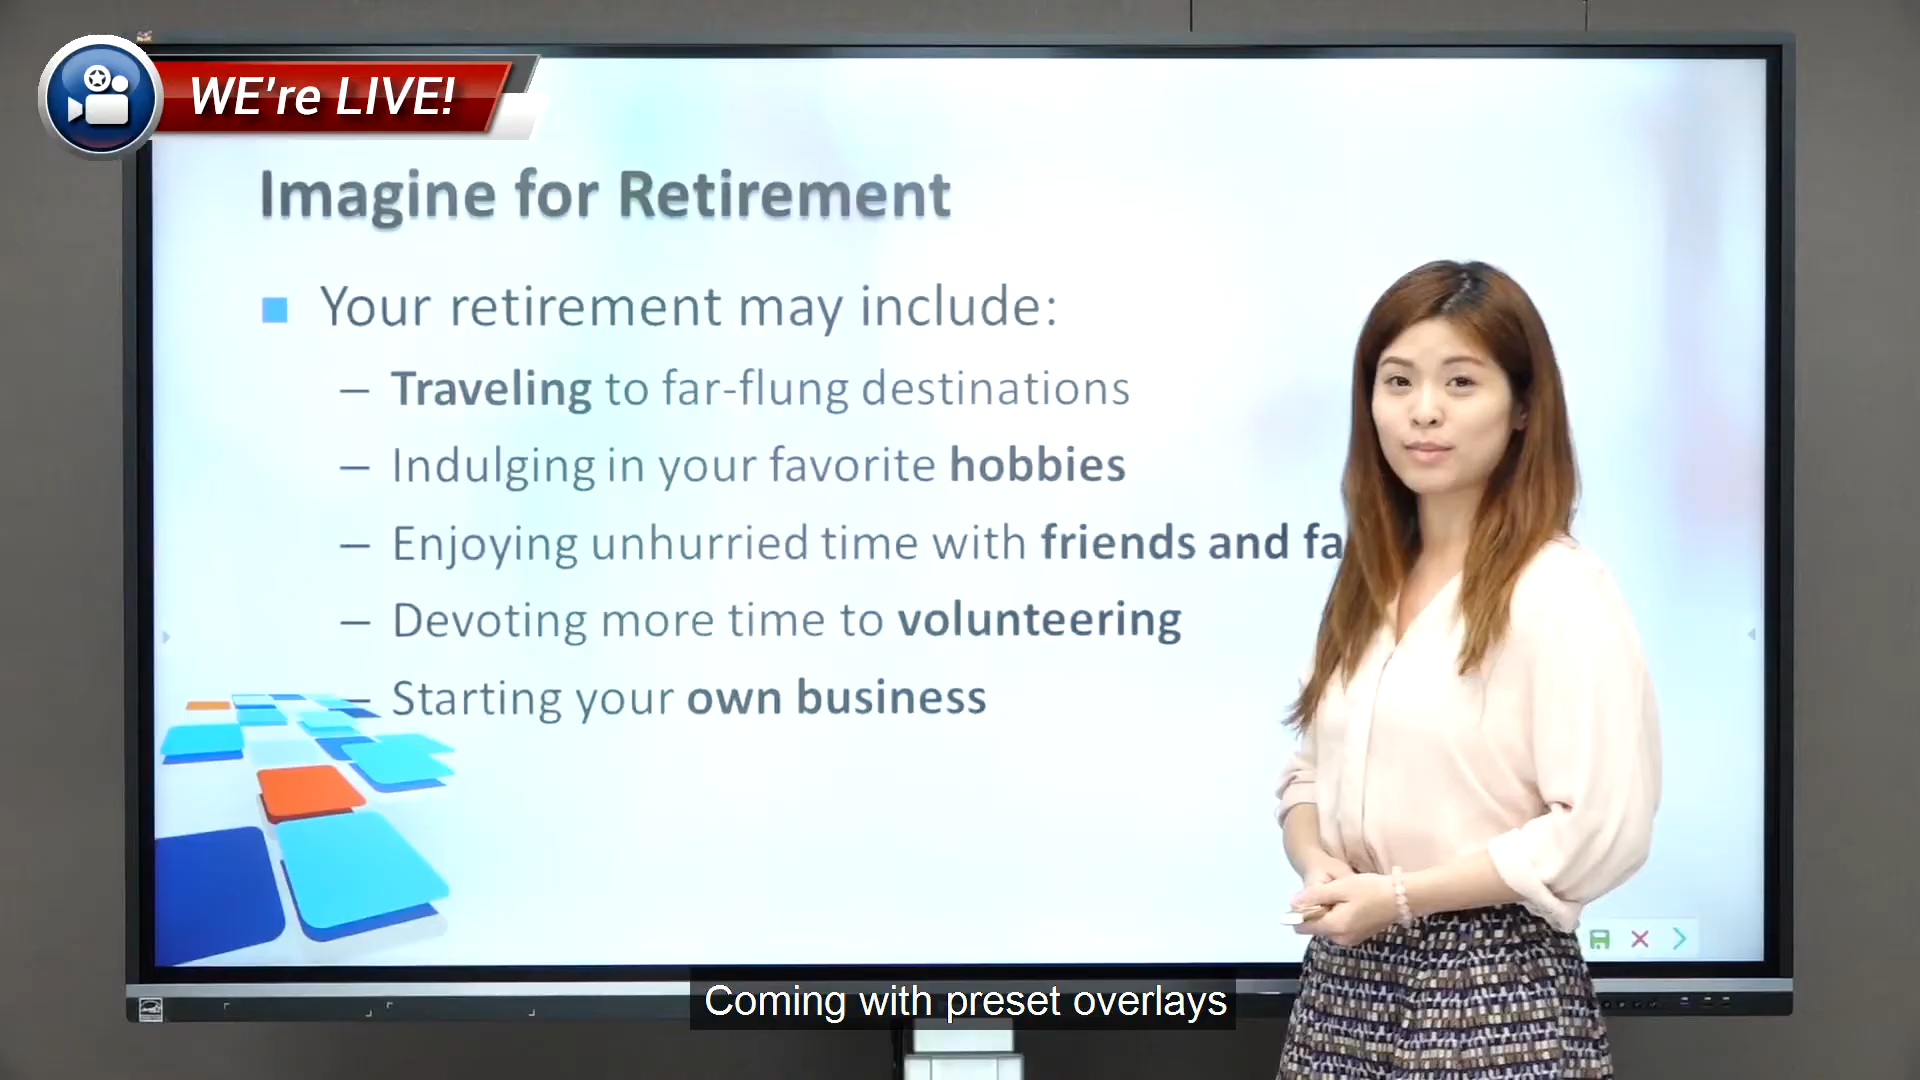 WE're LIVE!
Imagine for Retirement
Your retirement may include:
– Traveling to far-flung destinations
– Indulging in your favorite hobbies
– Enjoying unhurried time with friends and fa
– Devoting more time to volunteering
– Starting your own business
Coming with preset overlays